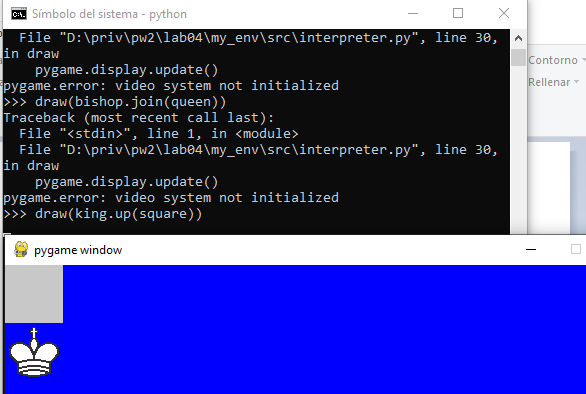 Símbolo del sistema - python
File "D:\priv\pw2\lab04\my_env\src\interpreter.py", line 30,
in draw
pygame.display.update()
pygame.error: video system not initialized
>>> draw(bishop.join(queen))
Traceback (most recent call last):
File "<stdin>", line 1, in <module>
File "D:\priv\pw2\lab04\my_env\src\interpreter.py", line 30,
in draw
pygame.display.update()
pygame.error: video system not initialized
>>> draw(king.up(square))
Contorno
Rellenar
pygame window